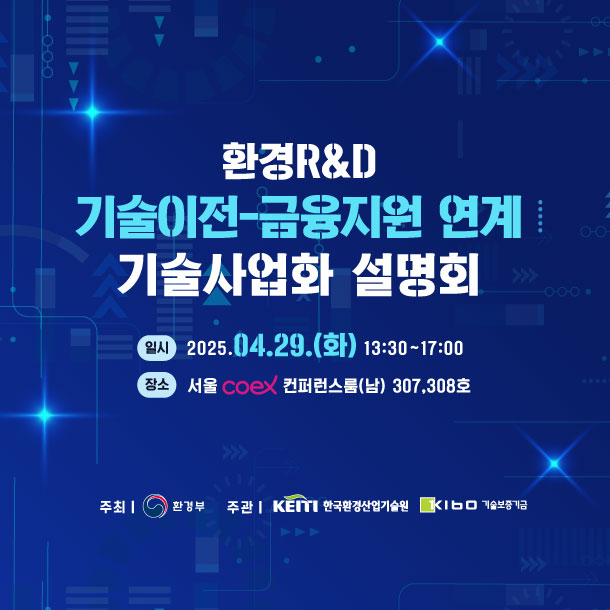 환경R&D
기술이전-금융지원 연계
기술사업화 설명회
일시 2025.04.29.(화) 13:30~17:00
장소 서울 coex 컨퍼런스룸(남) 307,308호
주최 | 환경부 주관 | KEITI 한국환경산업기술원 KIBO 기술보증기금